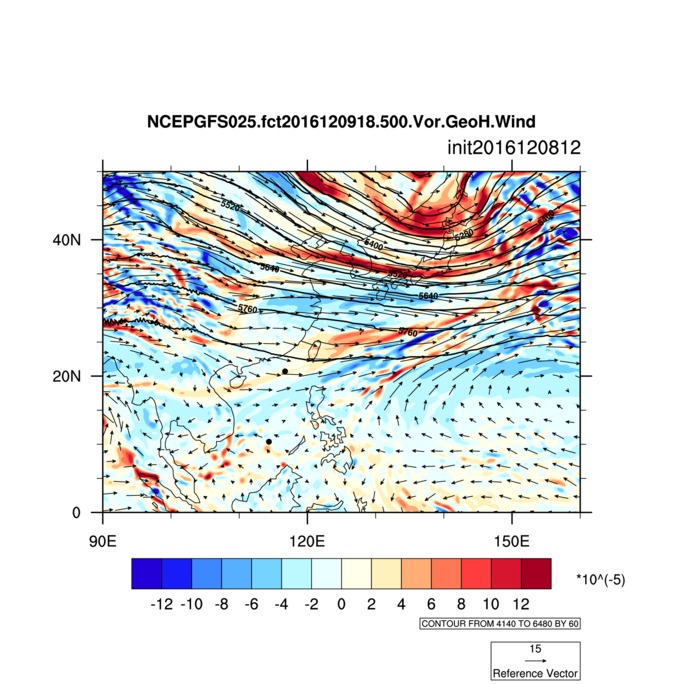 NCEPGFS025.fct2016120918.500.Vor.GeoH.Wind
init2016120812
40N
20N
0
90E 120E 150E
5520
5400
5280
5640
5640
5760
5760
-12 -10 -8 -6 -4 -2 0 2 4 6 8 10 12
*10^(-5)
CONTOUR FROM 4140 TO 6480 BY 60
15
Reference Vector